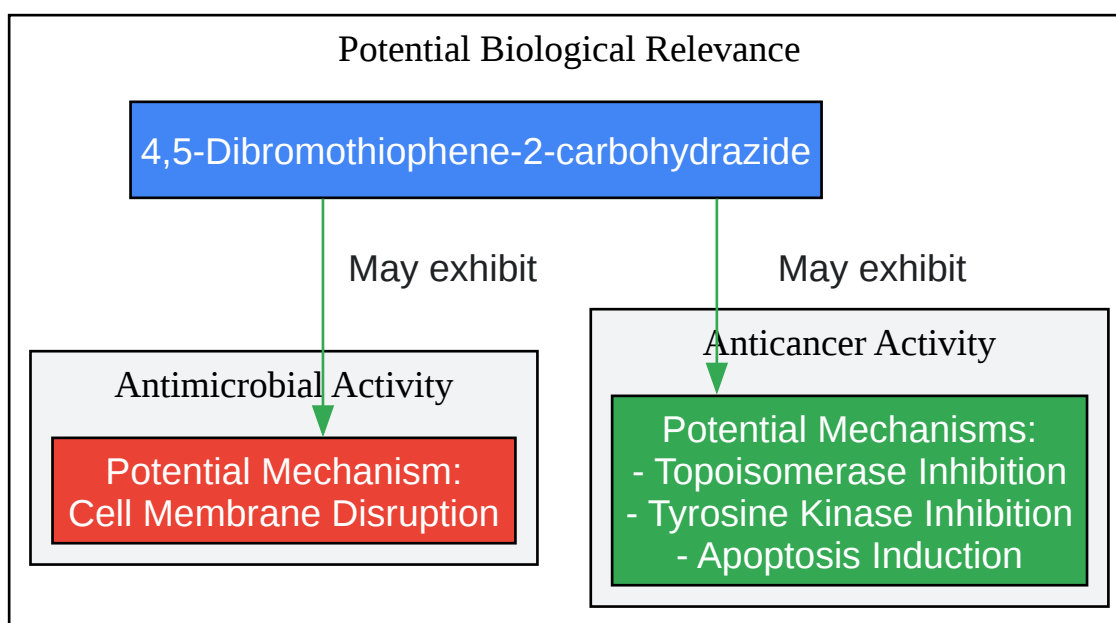 Potential Biological Relevance
4,5-Dibromothiophene-2-carbohydrazide
May exhibit
May exhibit
Antimicrobial Activity
Potential Mechanism:
Cell Membrane Disruption
Anticancer Activity
Potential Mechanisms:
- Topoisomerase Inhibition
- Tyrosine Kinase Inhibition
- Apoptosis Induction